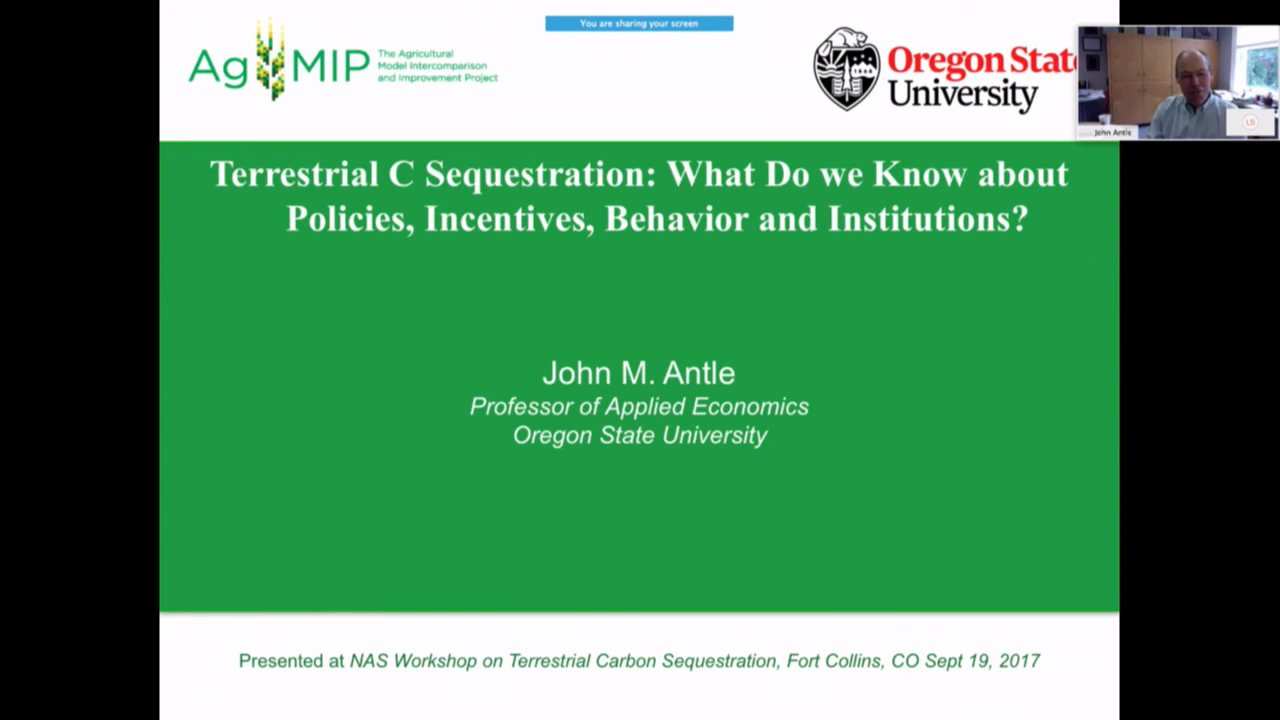 You are sharing your screen
AgMIP
The Agricultural
Model Intercomparison
and Improvement Project
Oregon State
University
John Antle
LG
Terrestrial C Sequestration: What Do we Know about
Policies, Incentives, Behavior and Institutions?
John M. Antle
Professor of Applied Economics
Oregon State University
Presented at NAS Workshop on Terrestrial Carbon Sequestration, Fort Collins, CO Sept 19, 2017